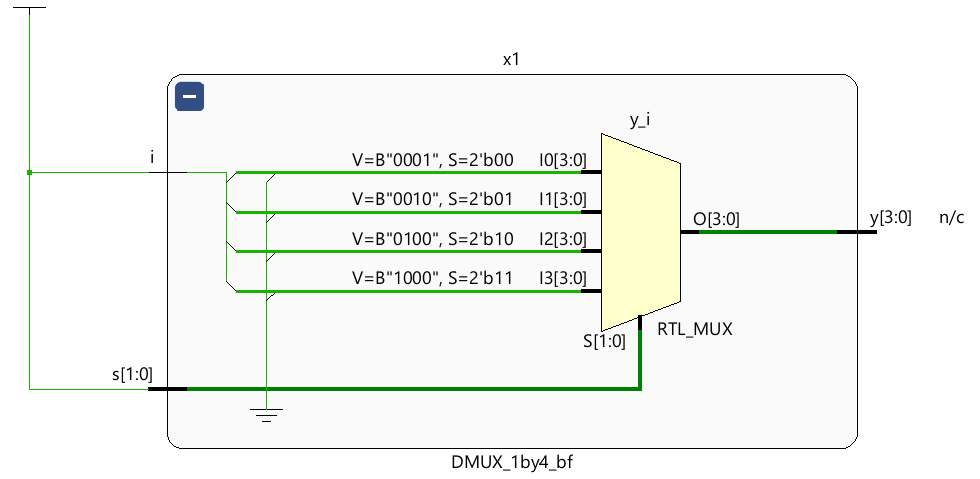 x1
y_i
i
V=B"0001", S=2'b00 I0[3:0]
V=B"0010", S=2'b01 I1[3:0]
V=B"0100", S=2'b10 I2[3:0]
V=B"1000", S=2'b11 I3[3:0]
O[3:0]
y[3:0] n/c
S[1:0]
RTL_MUX
s[1:0]
DMUX_1by4_bf